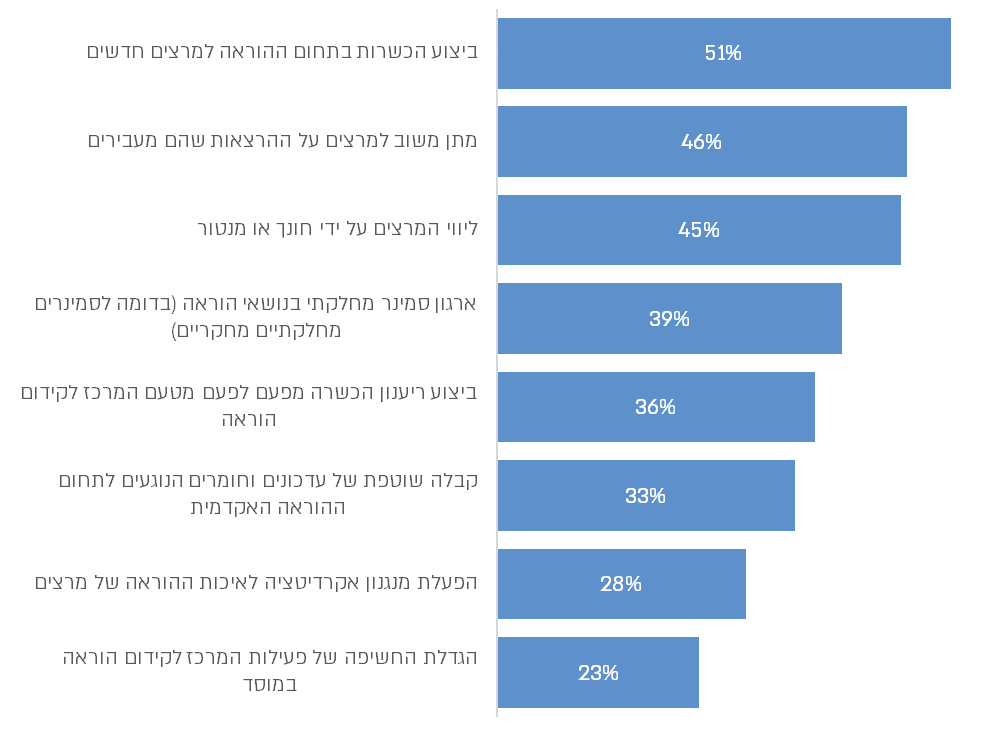 ביצוע הכשרות בתחום ההוראה למרצים חדשים
51%
מתן משוב למרצים על ההרצאות שהם מעבירים
46%
ליווי המרצים על ידי חונך או מנטור
45%
ארגון סמינר מחלקתי בנושאי הוראה (בדומה לסמינרים
מחלקתיים מחקריים)
39%
ביצוע ריענון הכשרה מפעם לפעם מטעם המרכז לקידום
הוראה
36%
קבלה שוטפת של עדכונים וחומרים הנוגעים לתחום
ההוראה האקדמית
33%
הפעלת מנגנון אקרדיטציה לאיכות ההוראה של מרצים
28%
הגדלת החשיפה של פעילות המרכז לקידום הוראה
במוסד
23%